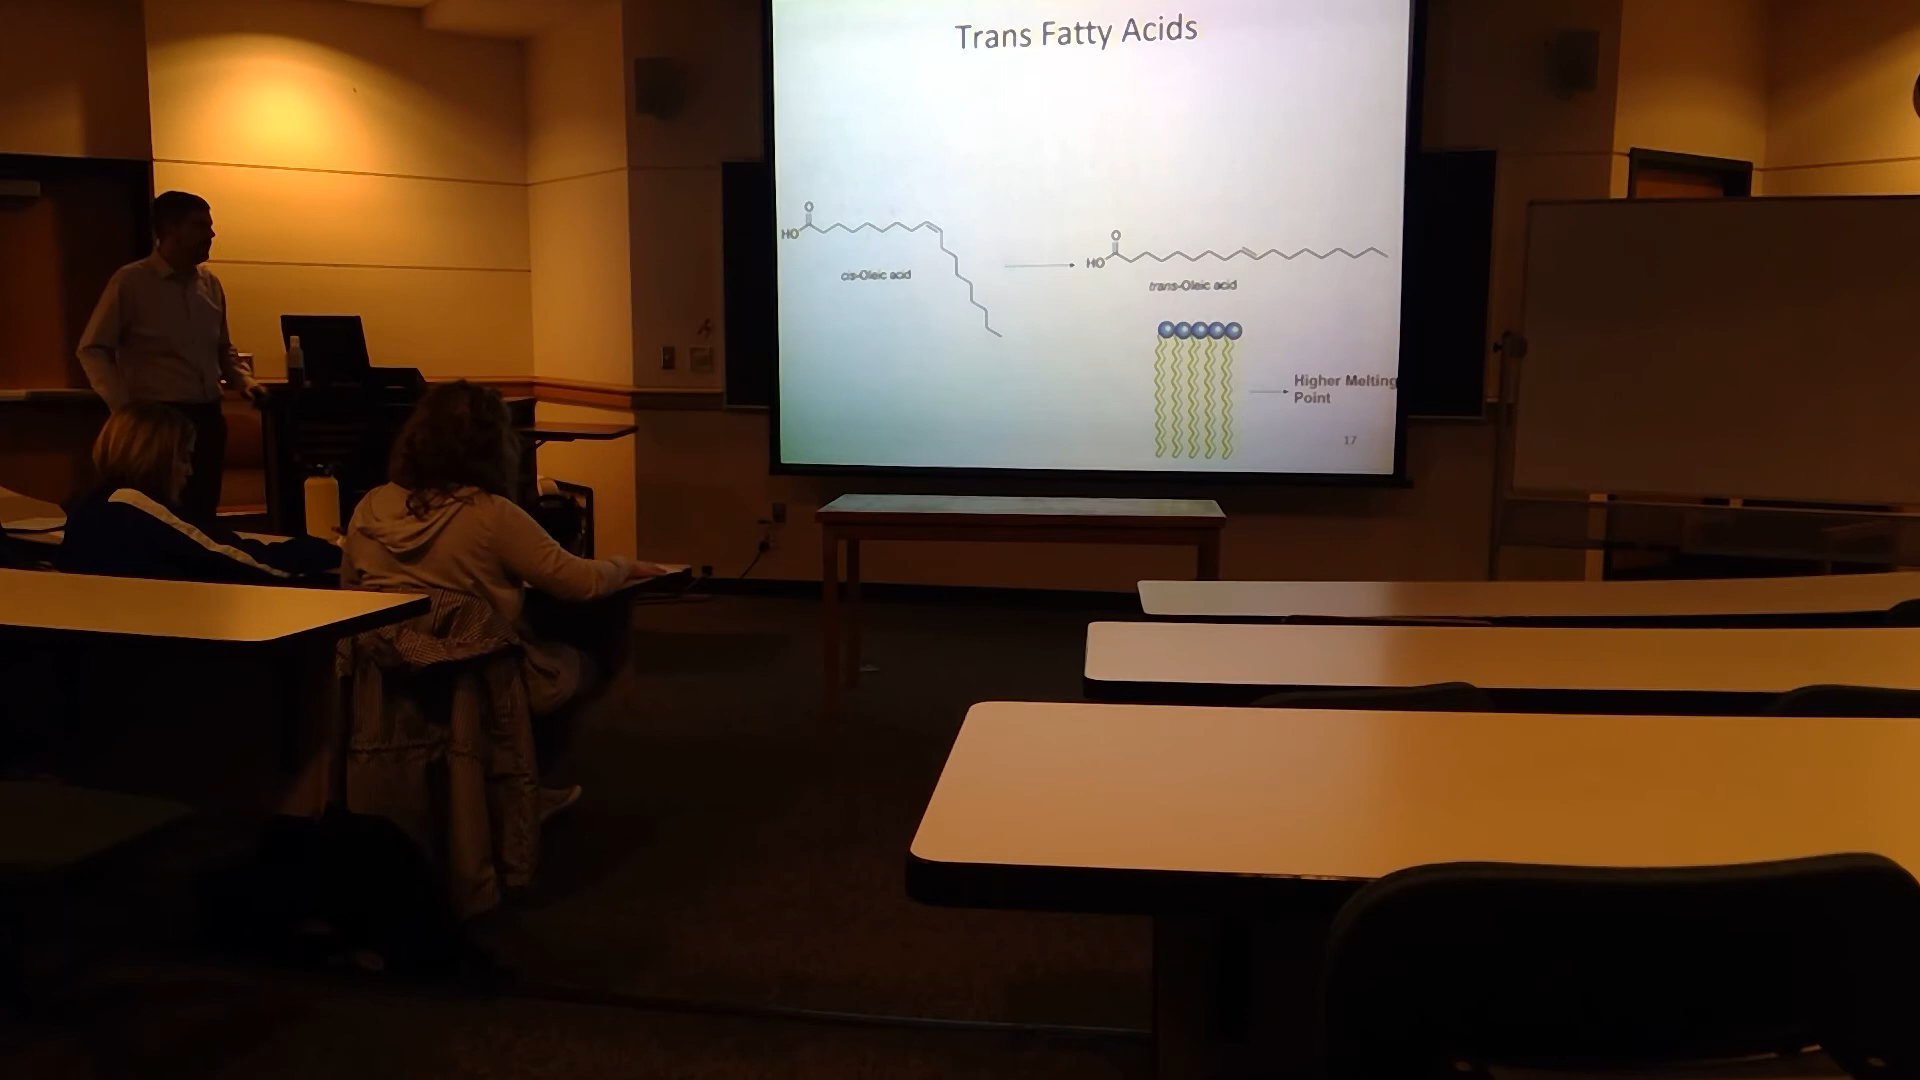 Trans Fatty Acids
O
HO
cis-Oleic acid
O
HO
trans-Oleic acid
Higher Melting
Point
17